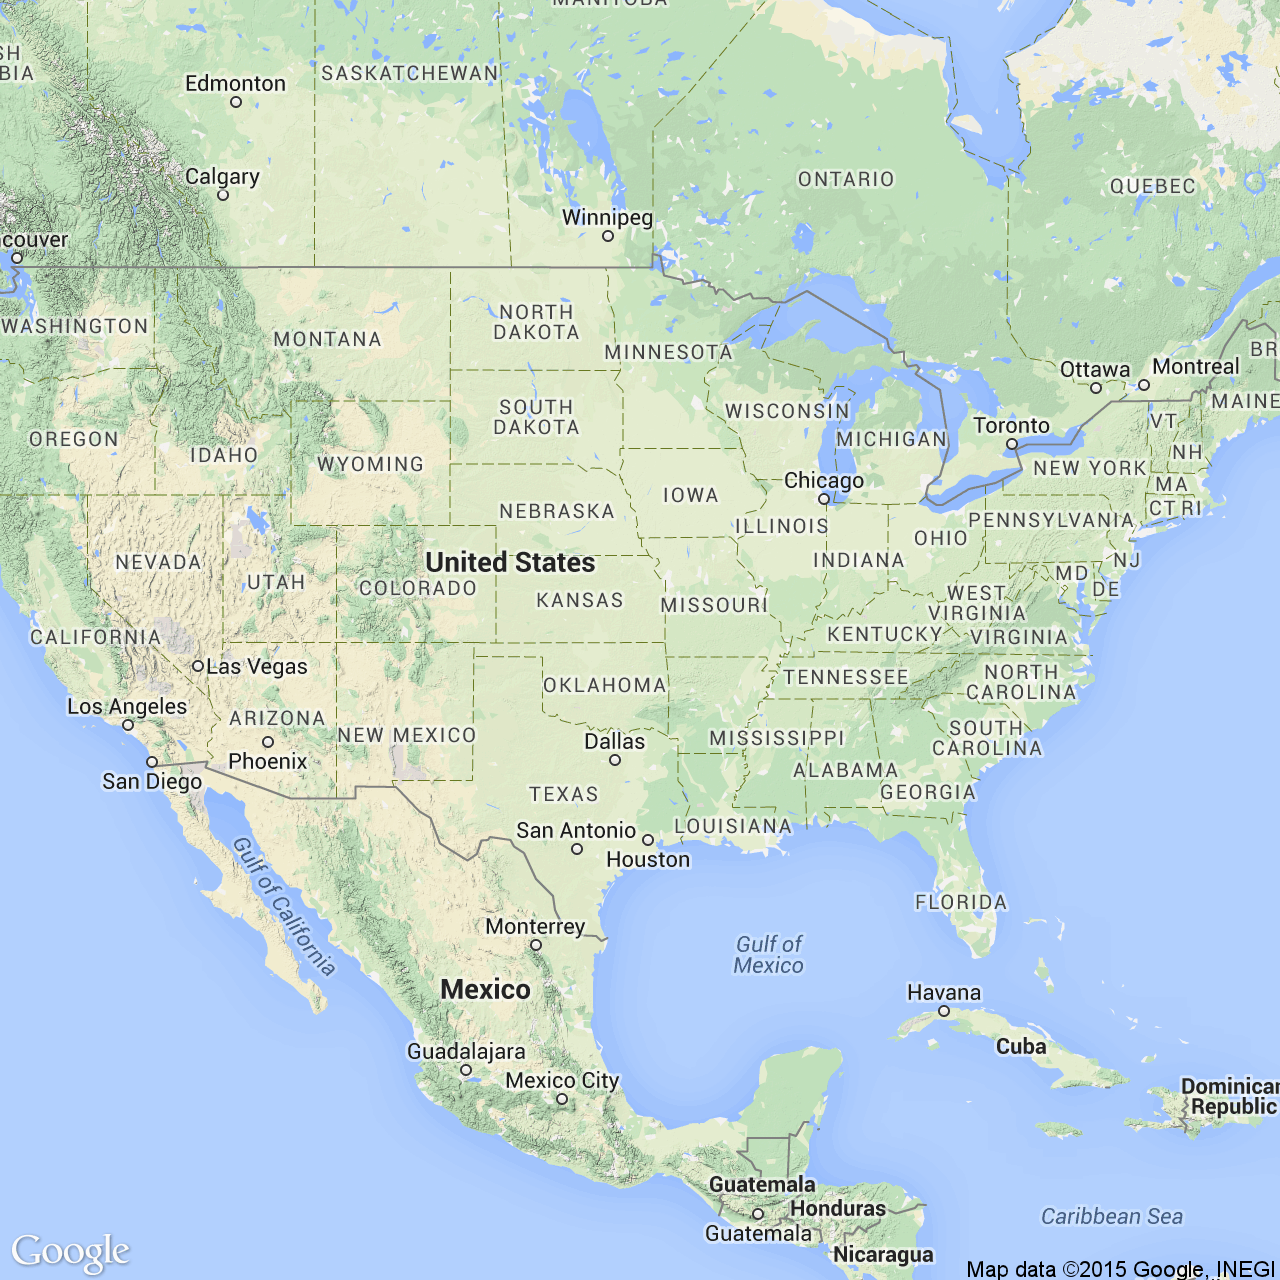 MANITOBA
SH
BIA
Edmonton
SASKATCHEWAN
Calgary
ONTARIO
QUEBEC
Winnipeg
couver
WASHINGTON
MONTANA
NORTH
DAKOTA
MINNESOTA
BR
Ottawa
Montreal
MAINE
OREGON
IDAHO
WYOMING
SOUTH
DAKOTA
WISCONSIN
MICHIGAN
Toronto
VT
NH
NEW YORK
MA
CT
RI
Chicago
IOWA
NEBRASKA
ILLINOIS
INDIANA
OHIO
PENNSYLVANIA
NJ
NEVADA
UTAH
United States
COLORADO
KANSAS
MISSOURI
WEST
VIRGINIA
MD
DE
KENTUCKY
VIRGINIA
CALIFORNIA
Las Vegas
Los Angeles
ARIZONA
Phoenix
NEW MEXICO
OKLAHOMA
TENNESSEE
NORTH
CAROLINA
San Diego
Dallas
TEXAS
MISSISSIPPI
ALABAMA
GEORGIA
SOUTH
CAROLINA
San Antonio
Houston
LOUISIANA
FLORIDA
Gulf of California
Monterrey
Mexico
Gulf of
Mexico
Havana
Cuba
Guadalajara
Mexico City
Dominican
Republic
Guatemala
Honduras
Guatemala
Nicaragua
Caribbean Sea
Google
Map data ©2015 Google, INEGI